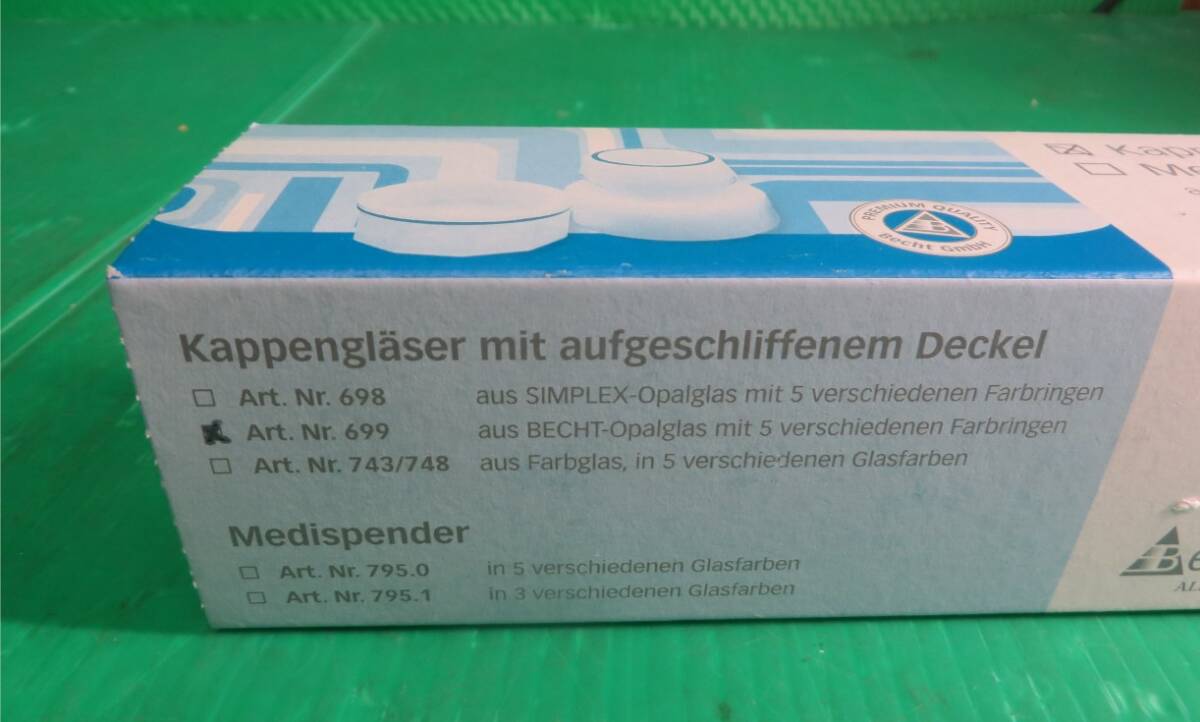 PREMIUM QUALITY
Becht GmbH
Kappengläser mit aufgeschliffenem Deckel
Art. Nr. 698 aus SIMPLEX-Opalglas mit 5 verschiedenen Farbringen
Art. Nr. 699 aus BECHT-Opalglas mit 5 verschiedenen Farbringen
Art. Nr. 743/748 aus Farbglas, in 5 verschiedenen Glasfarben
Medispender
Art. Nr. 795.0 in 5 verschiedenen Glasfarben
Art. Nr. 795.1 in 3 verschiedenen Glasfarben